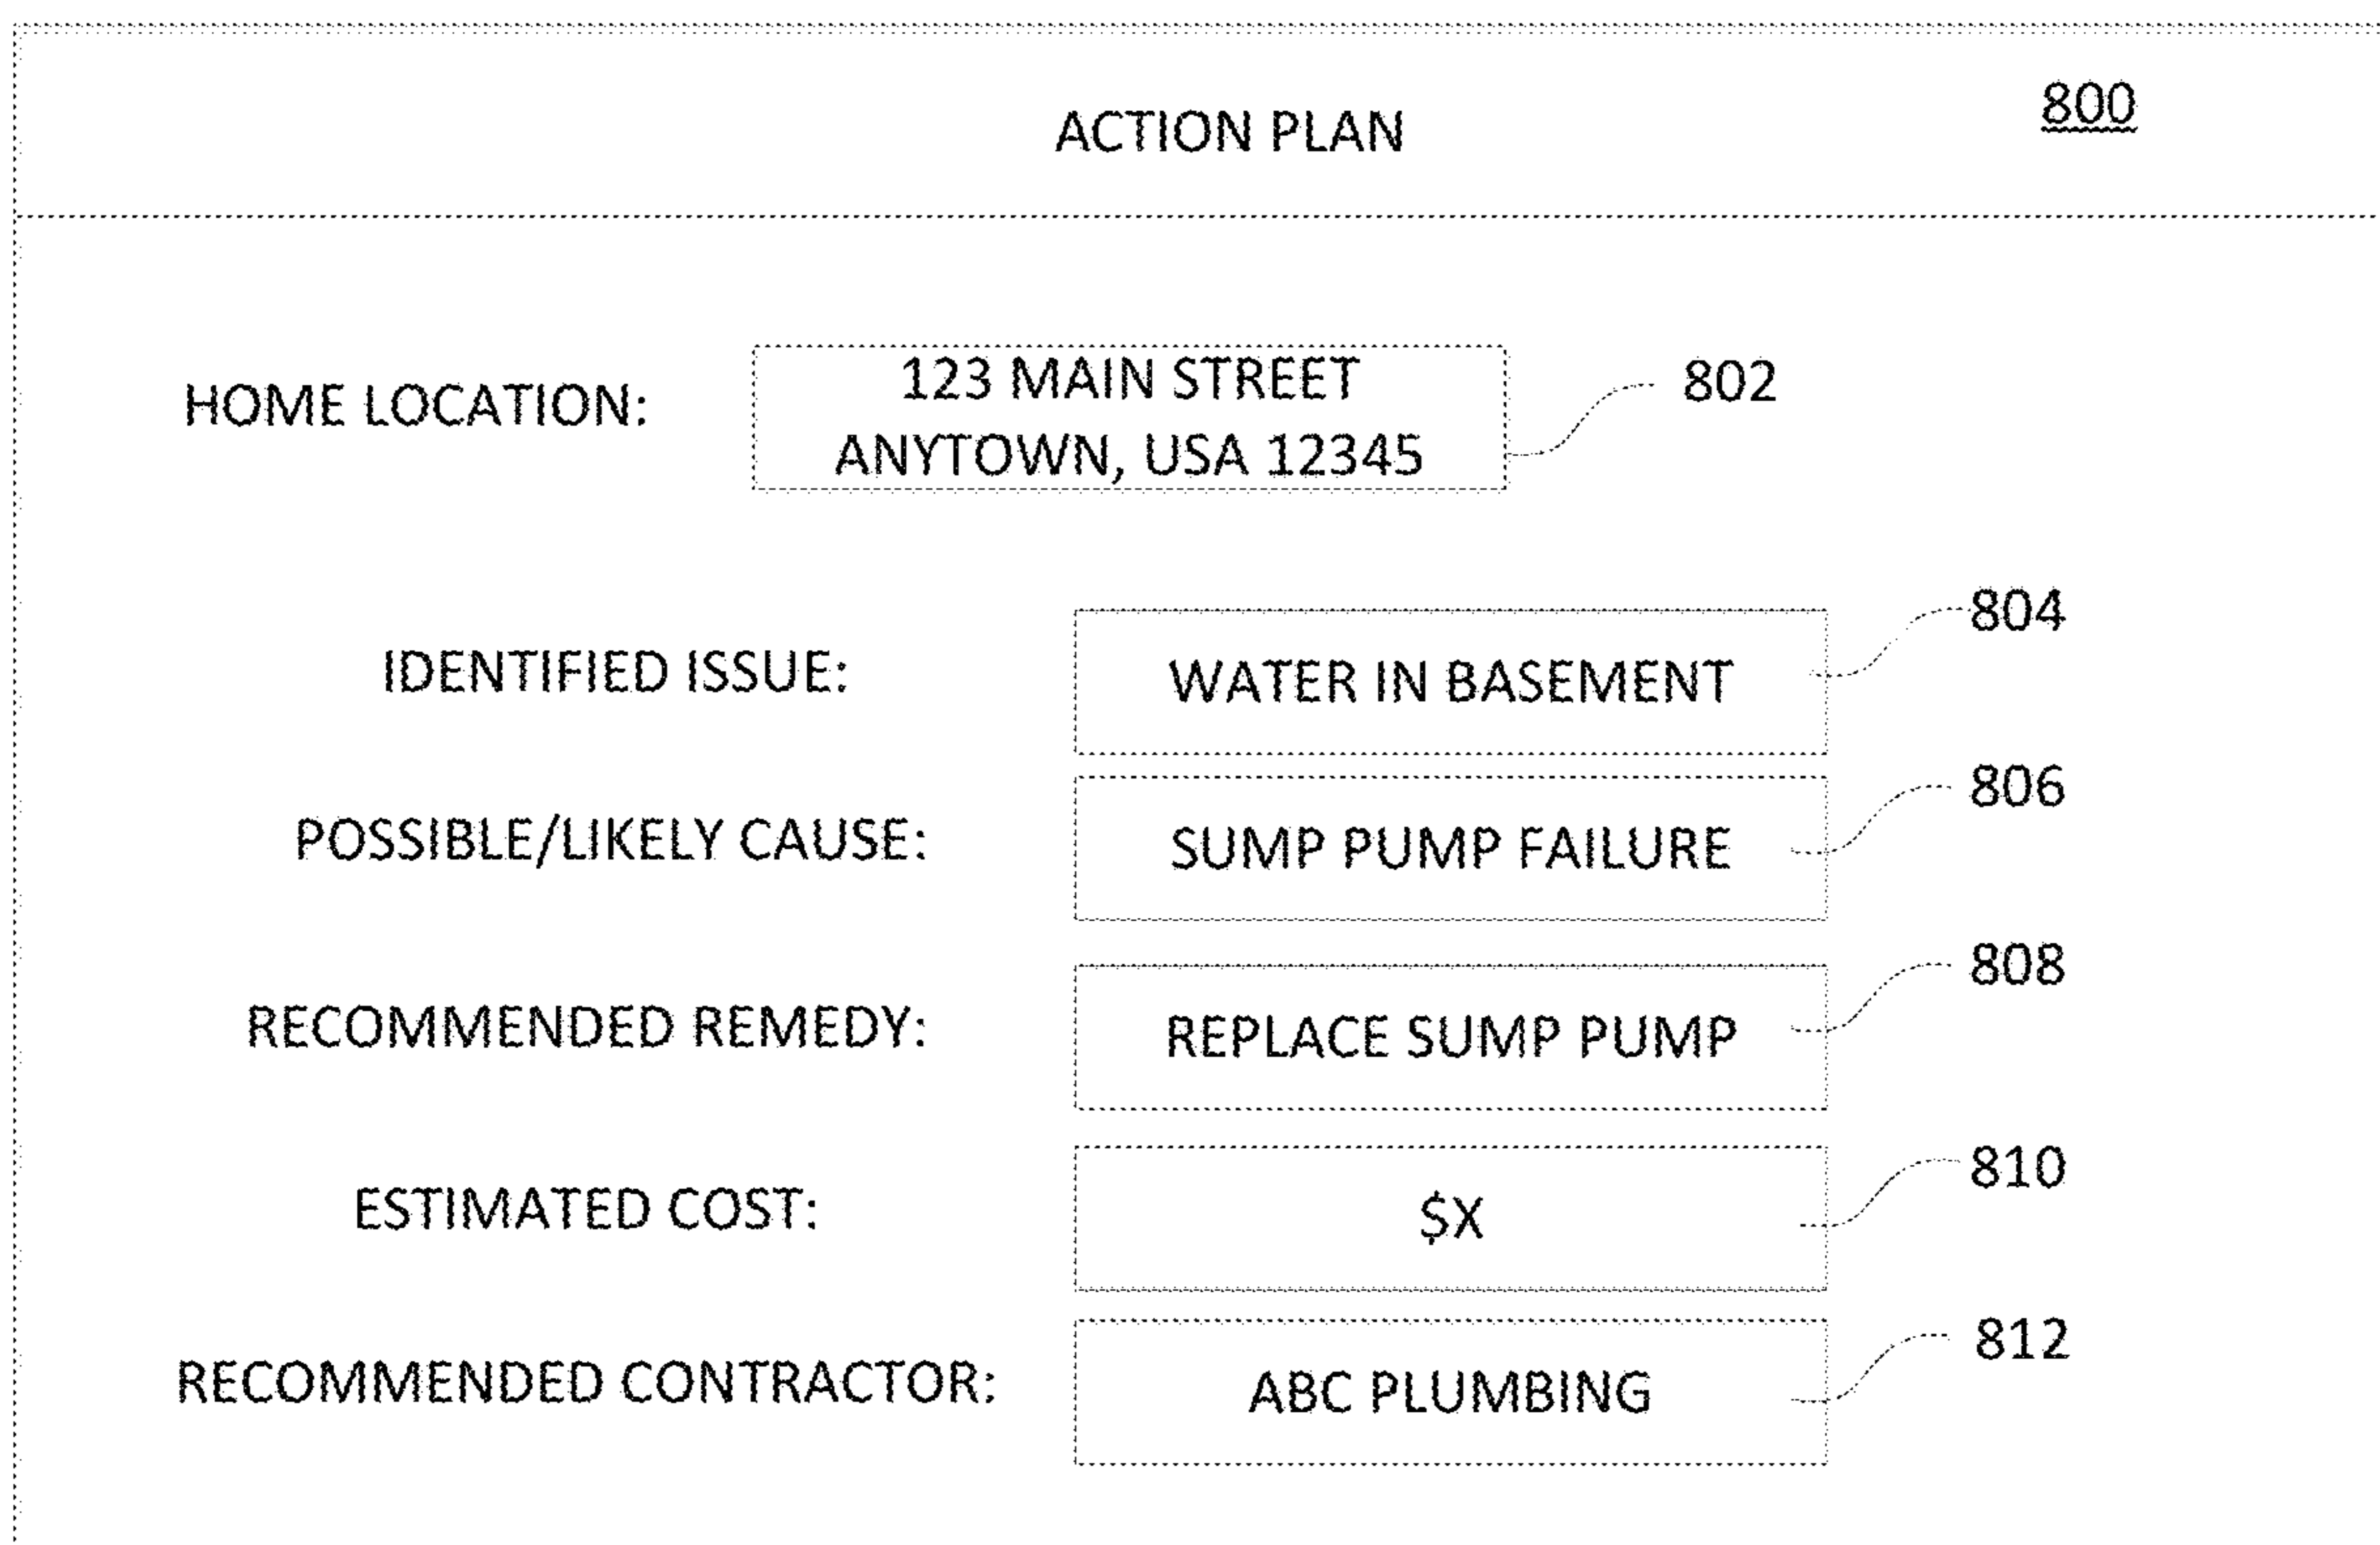 ACTION PLAN 800
HOME LOCATION: 123 MAIN STREET 802
ANYTOWN, USA 12345
IDENTIFIED ISSUE: WATER IN BASEMENT 804
POSSIBLE/LIKELY CAUSE: SUMP PUMP FAILURE 806
RECOMMENDED REMEDY: REPLACE SUMP PUMP 808
ESTIMATED COST: $X 810
RECOMMENDED CONTRACTOR: ABC PLUMBING 812